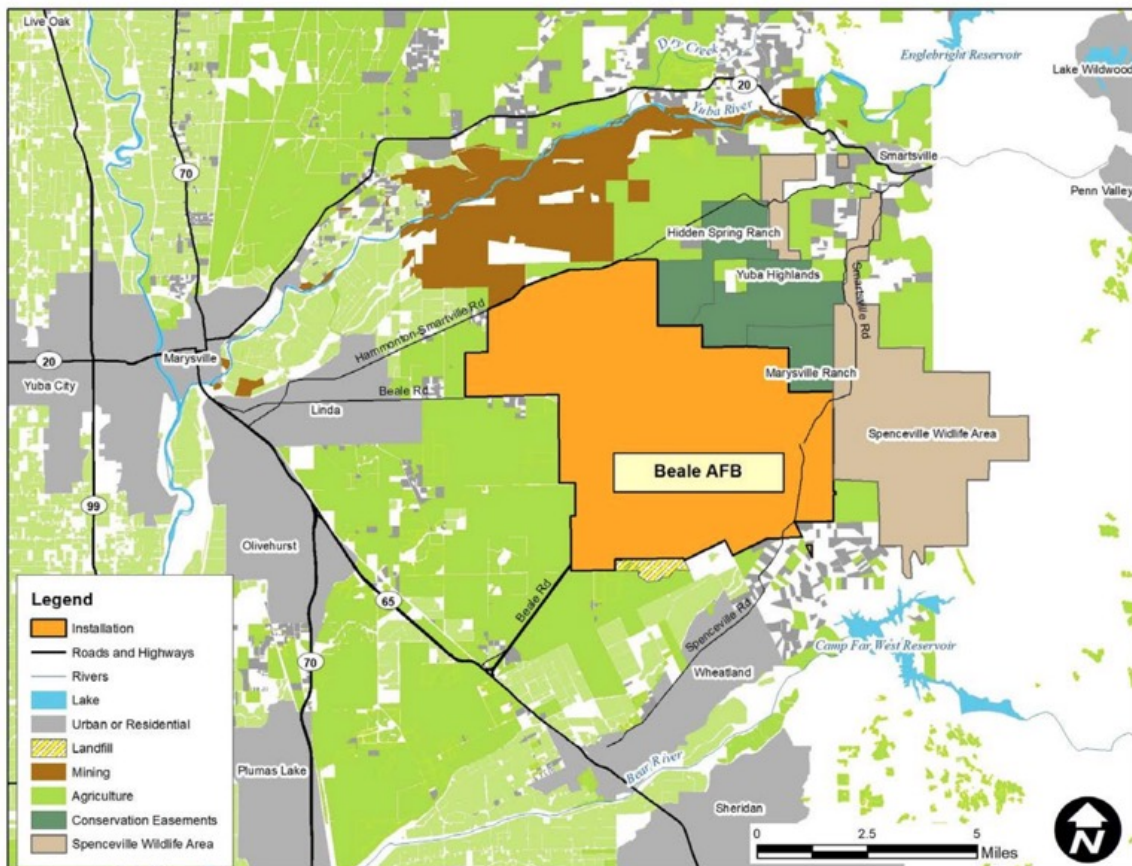 Live Oak
Dry Creek
Englebright Reservoir
Lake Wildwood
20
Yuba River
70
Smartsville
Penn Valley
Hidden Spring Ranch
Yuba Highlands
Smartsville Rd
Hammonton-Smartville Rd
20
Marysville
Yuba City
Beale Rd
Marysville Ranch
Linda
Spenceville Widlife Area
Beale AFB
99
Olivehurst
65
Beale Rd
Spenceville Rd
Camp Far West Reservoir
70
Wheatland
Plumas Lake
Bear River
Sheridan
Legend
Installation
Roads and Highways
Rivers
Lake
Urban or Residential
Landfill
Mining
Agriculture
Conservation Easements
Spenceville Wildlife Area
0 2.5 5
Miles
N